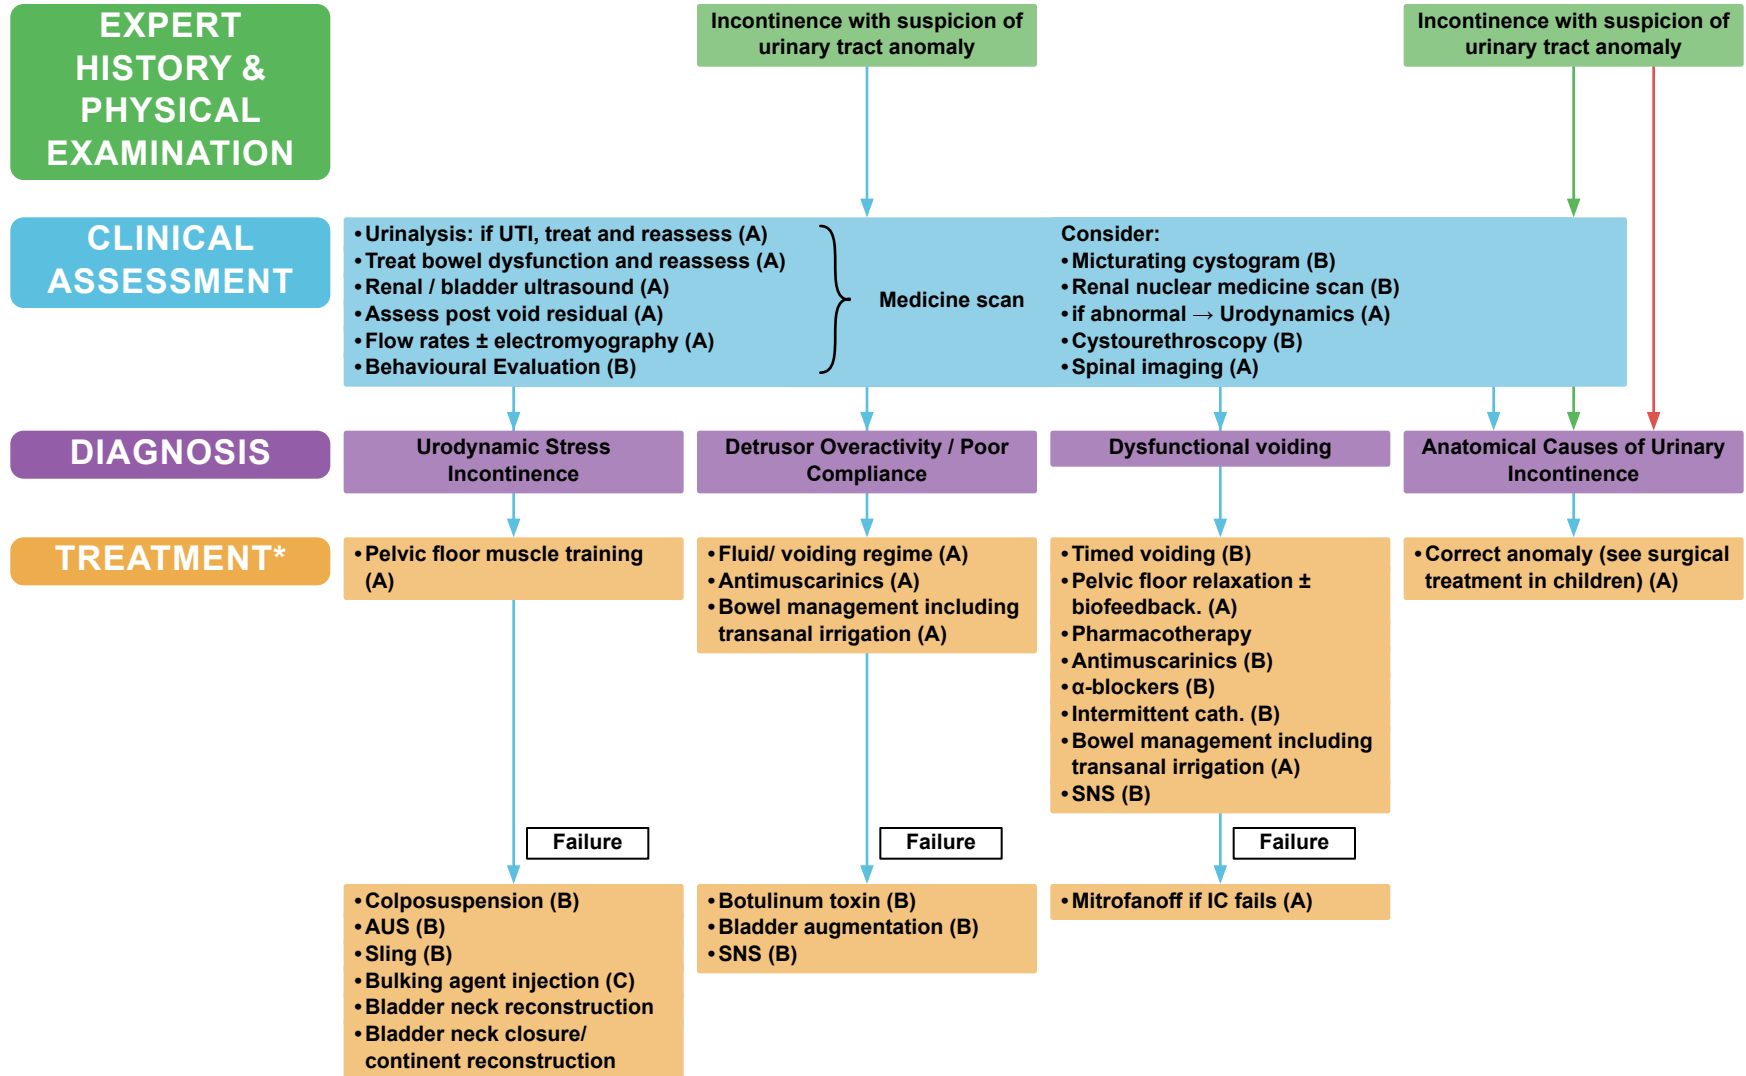 EXPERT
HISTORY &
PHYSICAL
EXAMINATION
Incontinence with suspicion of
urinary tract anomaly
Incontinence with suspicion of
urinary tract anomaly
CLINICAL
ASSESSMENT
•Urinalysis: if UTI, treat and reassess (A)
•Treat bowel dysfunction and reassess (A)
•Renal / bladder ultrasound (A)
•Assess post void residual (A)
•Flow rates ± electromyography (A)
•Behavioural Evaluation (B)
Medicine scan
Consider:
•Micturating cystogram (B)
•Renal nuclear medicine scan (B)
•if abnormal → Urodynamics (A)
•Cystourethroscopy (B)
•Spinal imaging (A)
DIAGNOSIS
Urodynamic Stress
Incontinence
Detrusor Overactivity / Poor
Compliance
Dysfunctional voiding
Anatomical Causes of Urinary
Incontinence
TREATMENT*
•Pelvic floor muscle training
(A)
•Fluid/ voiding regime (A)
•Antimuscarinics (A)
•Bowel management including
transanal irrigation (A)
•Timed voiding (B)
•Pelvic floor relaxation ±
biofeedback. (A)
•Pharmacotherapy
•Antimuscarinics (B)
•α-blockers (B)
•Intermittent cath. (B)
•Bowel management including
transanal irrigation (A)
•SNS (B)
•Correct anomaly (see surgical
treatment in children) (A)
Failure
Failure
Failure
•Colposuspension (B)
•AUS (B)
•Sling (B)
•Bulking agent injection (C)
•Bladder neck reconstruction
•Bladder neck closure/
continent reconstruction
•Botulinum toxin (B)
•Bladder augmentation (B)
•SNS (B)
•Mitrofanoff if IC fails (A)